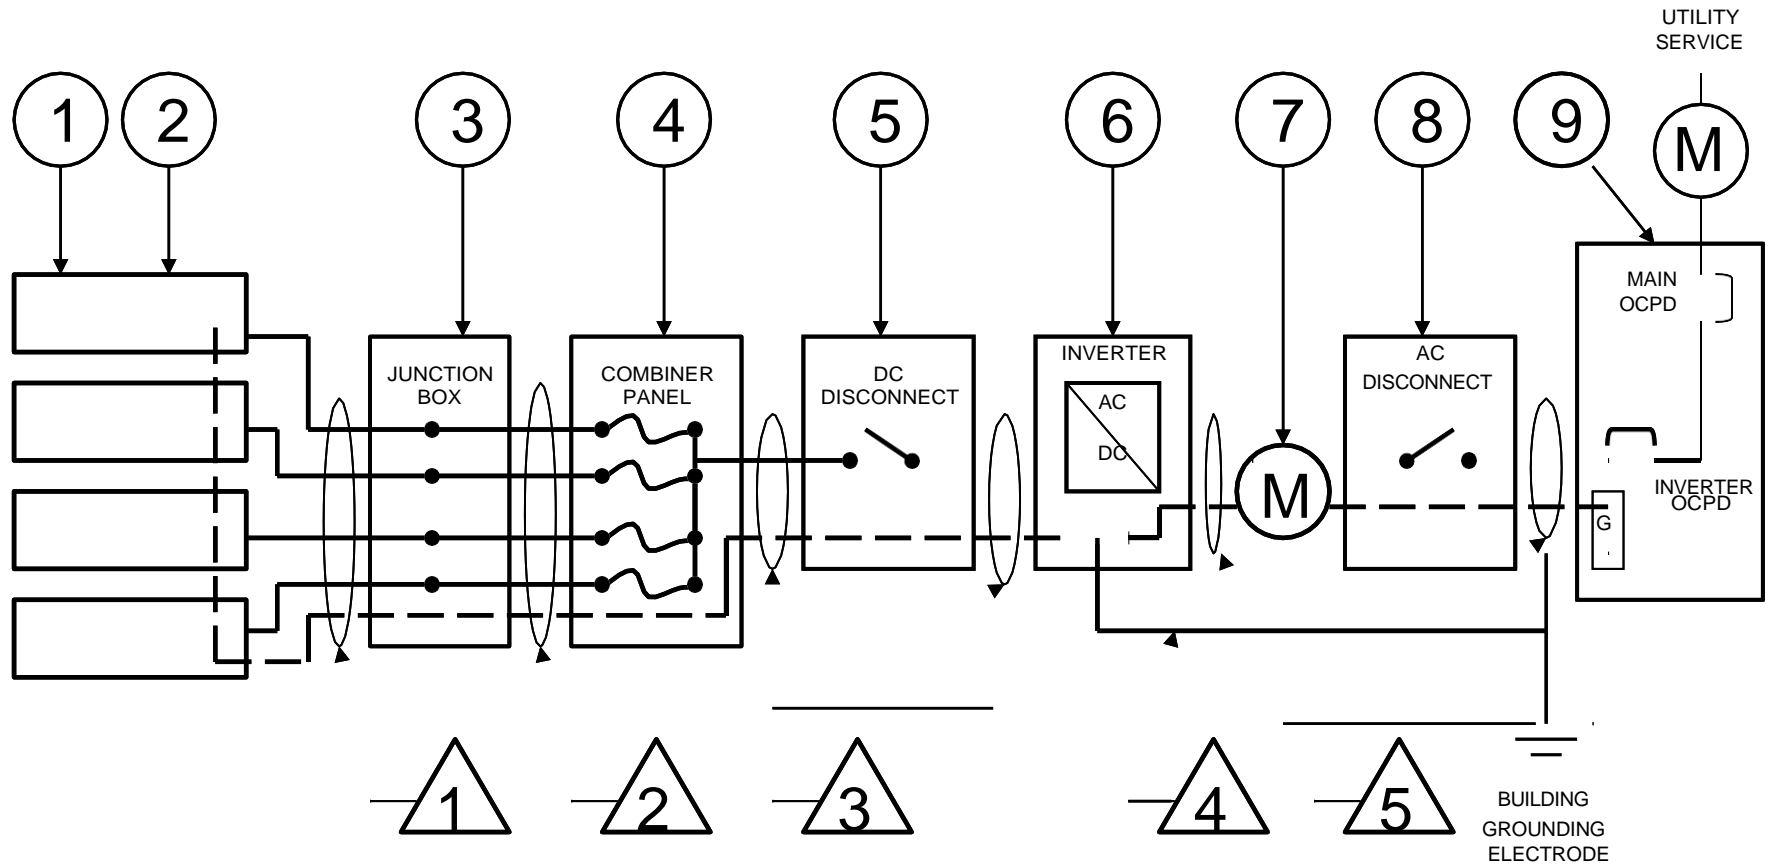 UTILITY
SERVICE
1
2
3
4
5
6
7
8
9
M
MAIN
OCPD
JUNCTION
BOX
COMBINER
PANEL
DC
DISCONNECT
INVERTER
AC
DC
M
AC
DISCONNECT
INVERTER
OCPD
G
1
2
3
4
5
BUILDING
GROUNDING
ELECTRODE